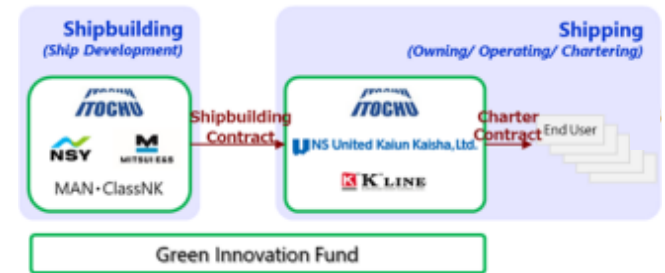 Shipbuilding
(Ship Development)
Shipping
(Owning/ Operating/ Chartering)
ITOCHU
NSY
MITSUI E&S
MAN・ClassNK
Shipbuilding
Contract
ITOCHU
NS United Kaiun Kaisha,Ltd.
K "K" LINE
Charter
Contract
End User
Green Innovation Fund